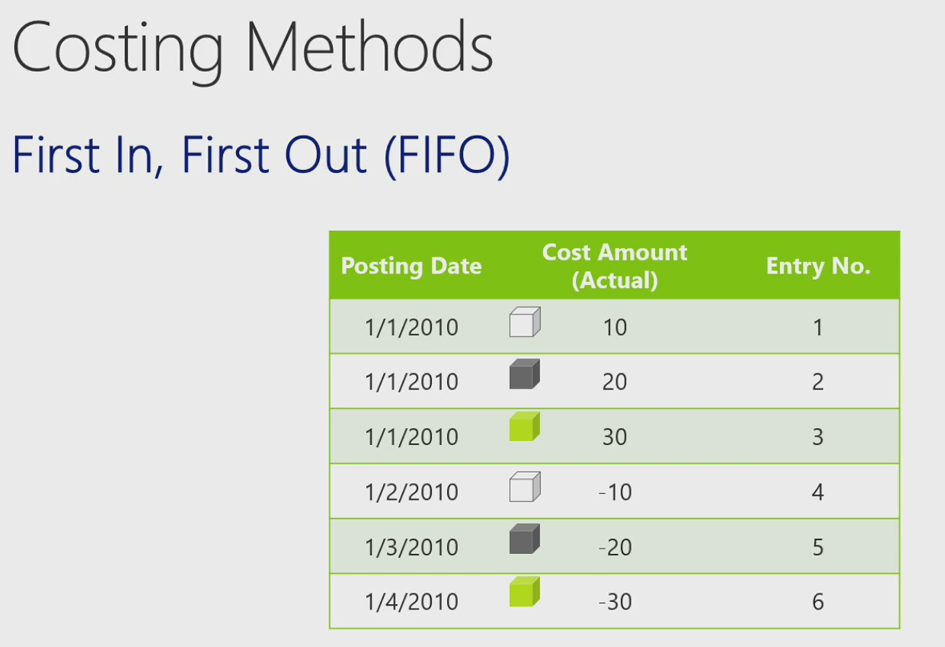 Costing Methods
First In, First Out (FIFO)
Posting Date Cost Amount (Actual) Entry No.
1/1/2010 10 1
1/1/2010 20 2
1/1/2010 30 3
1/2/2010 -10 4
1/3/2010 -20 5
1/4/2010 -30 6